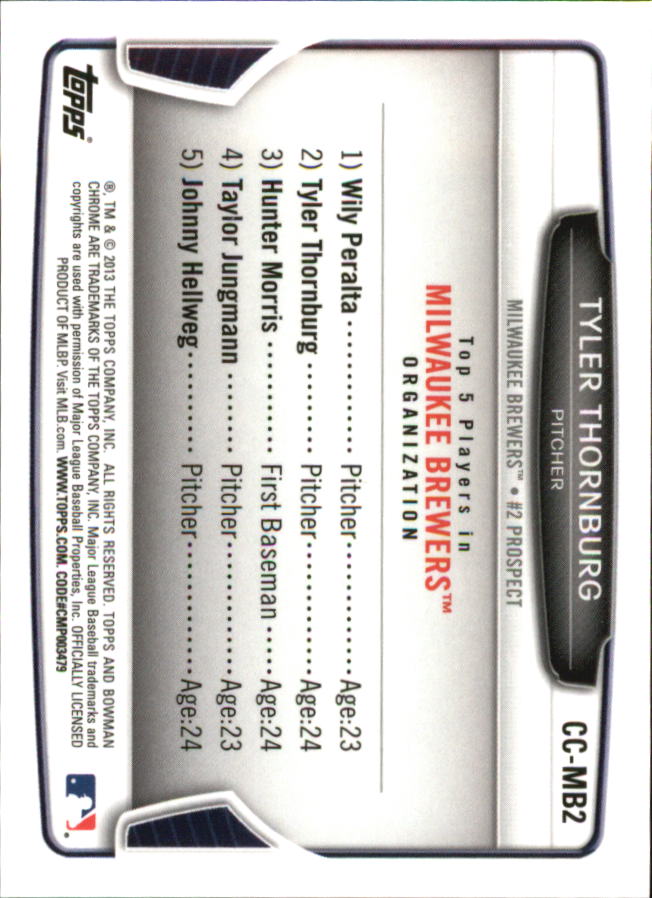 CC-MB2
TYLER THORNBURG
PITCHER
MILWAUKEE BREWERS™ • #2 PROSPECT
Top 5 Players in
MILWAUKEE BREWERS™
ORGANIZATION
1) Wily Peralta ............ Pitcher ............ Age:23
2) Tyler Thornburg ........ Pitcher ............ Age:24
3) Hunter Morris ........... First Baseman ..... Age:24
4) Taylor Jungmann ....... Pitcher ............ Age:23
5) Johnny Hellweg ......... Pitcher ............ Age:24
topps®
®, TM & © 2013 THE TOPPS COMPANY, INC. ALL RIGHTS RESERVED. TOPPS AND BOWMAN
CHROME ARE TRADEMARKS OF THE TOPPS COMPANY, INC. Major League Baseball trademarks and
copyrights are used with permission of Major League Baseball Properties, Inc. OFFICIALLY LICENSED
PRODUCT OF MLBP. Visit MLB.com. WWW.TOPPS.COM. CODE#CMP003479